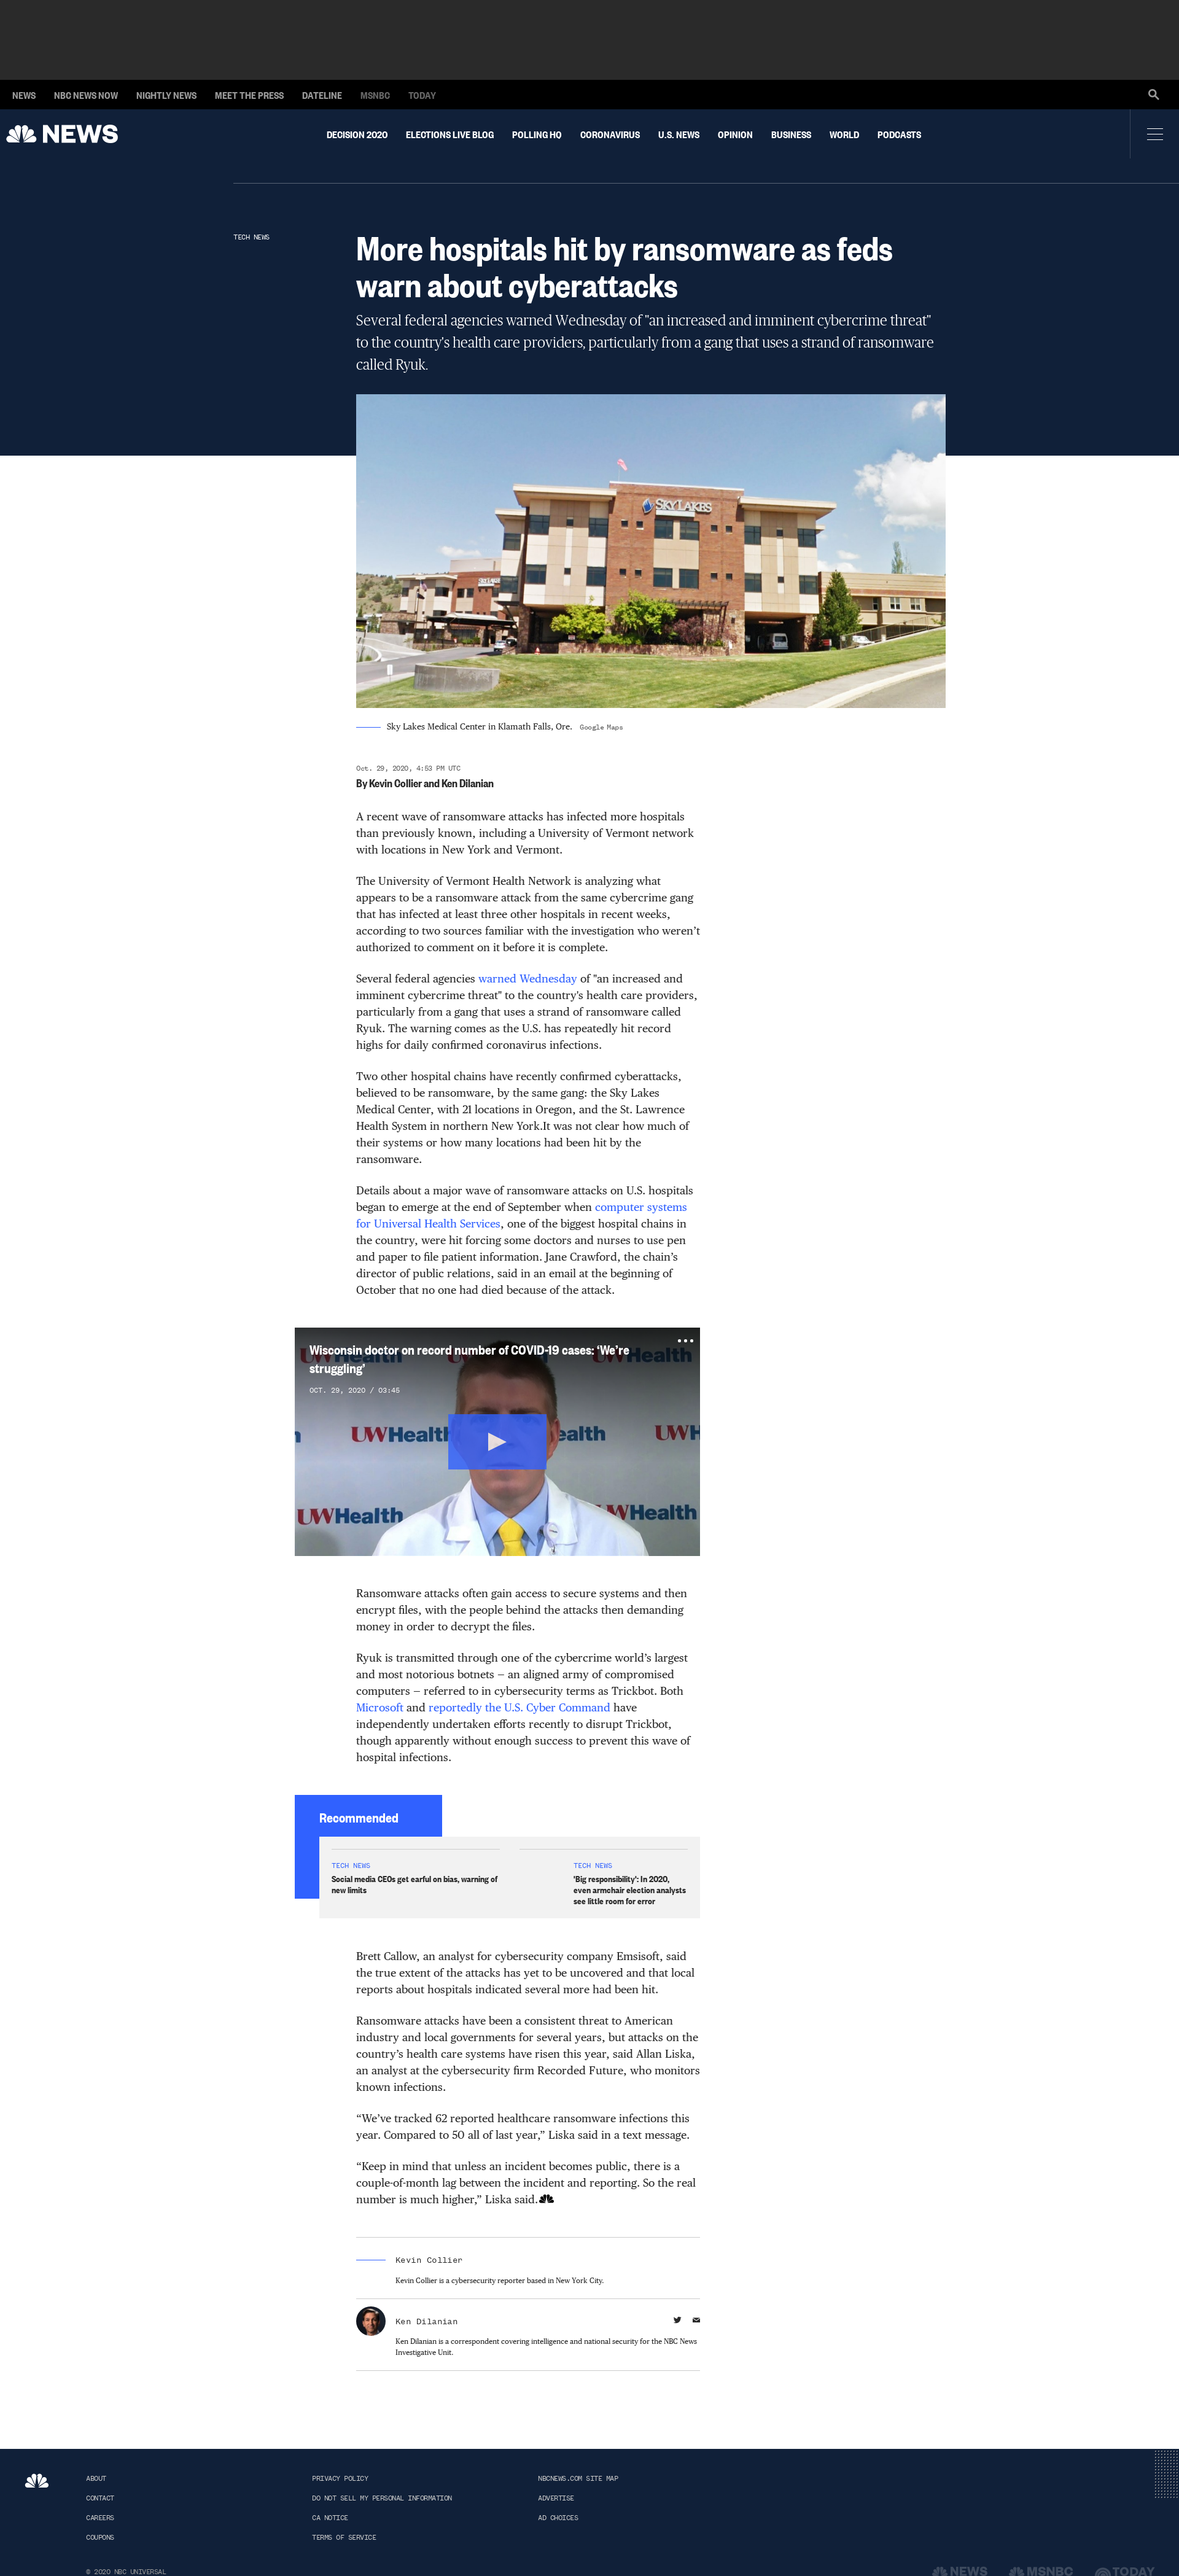 NEWS NBC NEWS NOW NIGHTLY NEWS MEET THE PRESS DATELINE MSNBC TODAY
NEWS
DECISION 2020 ELECTIONS LIVE BLOG POLLING HQ CORONAVIRUS U.S. NEWS OPINION BUSINESS WORLD PODCASTS
TECH NEWS
More hospitals hit by ransomware as feds
warn about cyberattacks
Several federal agencies warned Wednesday of "an increased and imminent cybercrime threat"
to the country's health care providers, particularly from a gang that uses a strand of ransomware
called Ryuk.
SKY LAKES
Sky Lakes Medical Center in Klamath Falls, Ore. Google Maps
Oct. 29, 2020, 4:53 PM UTC
By Kevin Collier and Ken Dilanian
A recent wave of ransomware attacks has infected more hospitals
than previously known, including a University of Vermont network
with locations in New York and Vermont.
The University of Vermont Health Network is analyzing what
appears to be a ransomware attack from the same cybercrime gang
that has infected at least three other hospitals in recent weeks,
according to two sources familiar with the investigation who weren’t
authorized to comment on it before it is complete.
Several federal agencies warned Wednesday of "an increased and
imminent cybercrime threat" to the country's health care providers,
particularly from a gang that uses a strand of ransomware called
Ryuk. The warning comes as the U.S. has repeatedly hit record
highs for daily confirmed coronavirus infections.
Two other hospital chains have recently confirmed cyberattacks,
believed to be ransomware, by the same gang: the Sky Lakes
Medical Center, with 21 locations in Oregon, and the St. Lawrence
Health System in northern New York.It was not clear how much of
their systems or how many locations had been hit by the
ransomware.
Details about a major wave of ransomware attacks on U.S. hospitals
began to emerge at the end of September when computer systems
for Universal Health Services, one of the biggest hospital chains in
the country, were hit forcing some doctors and nurses to use pen
and paper to file patient information. Jane Crawford, the chain’s
director of public relations, said in an email at the beginning of
October that no one had died because of the attack.
Wisconsin doctor on record number of COVID-19 cases: ‘We’re
struggling’
OCT. 29, 2020 / 03:45
UWHealth
UWHealth
UWHealth
UWHealth
Ransomware attacks often gain access to secure systems and then
encrypt files, with the people behind the attacks then demanding
money in order to decrypt the files.
Ryuk is transmitted through one of the cybercrime world’s largest
and most notorious botnets — an aligned army of compromised
computers — referred to in cybersecurity terms as Trickbot. Both
Microsoft and reportedly the U.S. Cyber Command have
independently undertaken efforts recently to disrupt Trickbot,
though apparently without enough success to prevent this wave of
hospital infections.
Recommended
TECH NEWS
Social media CEOs get earful on bias, warning of
new limits
TECH NEWS
'Big responsibility': In 2020,
even armchair election analysts
see little room for error
Brett Callow, an analyst for cybersecurity company Emsisoft, said
the true extent of the attacks has yet to be uncovered and that local
reports about hospitals indicated several more had been hit.
Ransomware attacks have been a consistent threat to American
industry and local governments for several years, but attacks on the
country’s health care systems have risen this year, said Allan Liska,
an analyst at the cybersecurity firm Recorded Future, who monitors
known infections.
“We’ve tracked 62 reported healthcare ransomware infections this
year. Compared to 50 all of last year,” Liska said in a text message.
“Keep in mind that unless an incident becomes public, there is a
couple-of-month lag between the incident and reporting. So the real
number is much higher,” Liska said.
Kevin Collier
Kevin Collier is a cybersecurity reporter based in New York City.
Ken Dilanian
Ken Dilanian is a correspondent covering intelligence and national security for the NBC News
Investigative Unit.
ABOUT
CONTACT
CAREERS
COUPONS
PRIVACY POLICY
DO NOT SELL MY PERSONAL INFORMATION
CA NOTICE
TERMS OF SERVICE
NBCNEWS.COM SITE MAP
ADVERTISE
AD CHOICES
© 2020 NBC UNIVERSAL
NEWS MSNBC TODAY